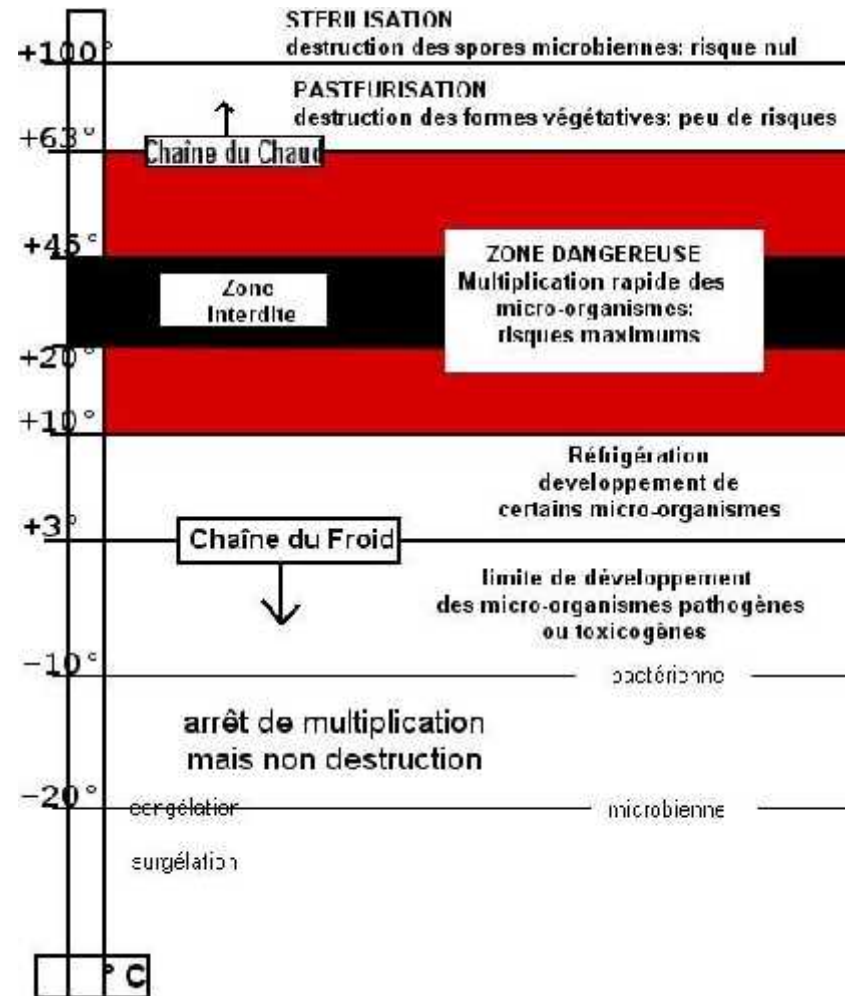 STERILISATION
destruction des spores microbiennes: risque nul
+100°
PASTEURISATION
destruction des formes végétatives: peu de risques
+63°
Chaîne du Chaud
+45°
ZONE DANGEREUSE
Multiplication rapide des
micro-organismes:
risques maximums
Zone
Interdite
+20°
+10°
Réfrigération
developpement de
certains micro-organismes
+3°
Chaîne du Froid
limite de développement
des micro-organismes pathogènes
ou toxicogènes
-10°
bactérienne
arrêt de multiplication
mais non destruction
-20°
congélation
microbienne
surgélation
° C